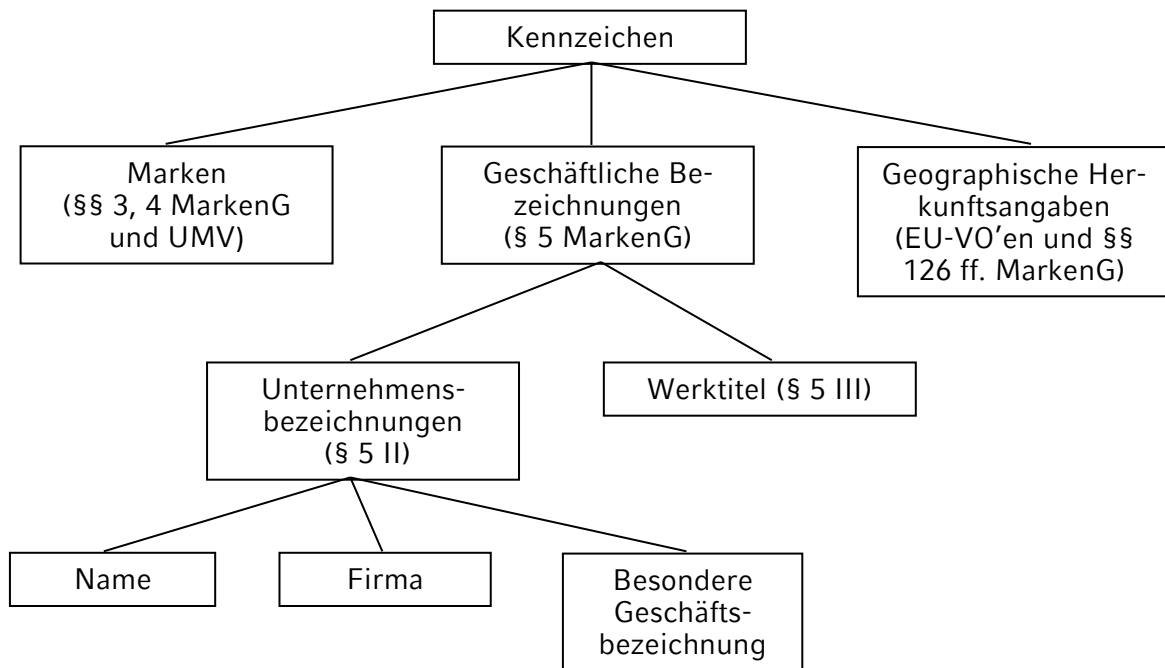 Kennzeichen
Marken
(§§ 3, 4 MarkenG
und UMV)
Geschäftliche Be-
zeichnungen
(§ 5 MarkenG)
Geographische Her-
kunftsangaben
(EU-VO’en und §§
126 ff. MarkenG)
Unternehmens-
bezeichnungen
(§ 5 II)
Werktitel (§ 5 III)
Name
Firma
Besondere
Geschäfts-
bezeichnung